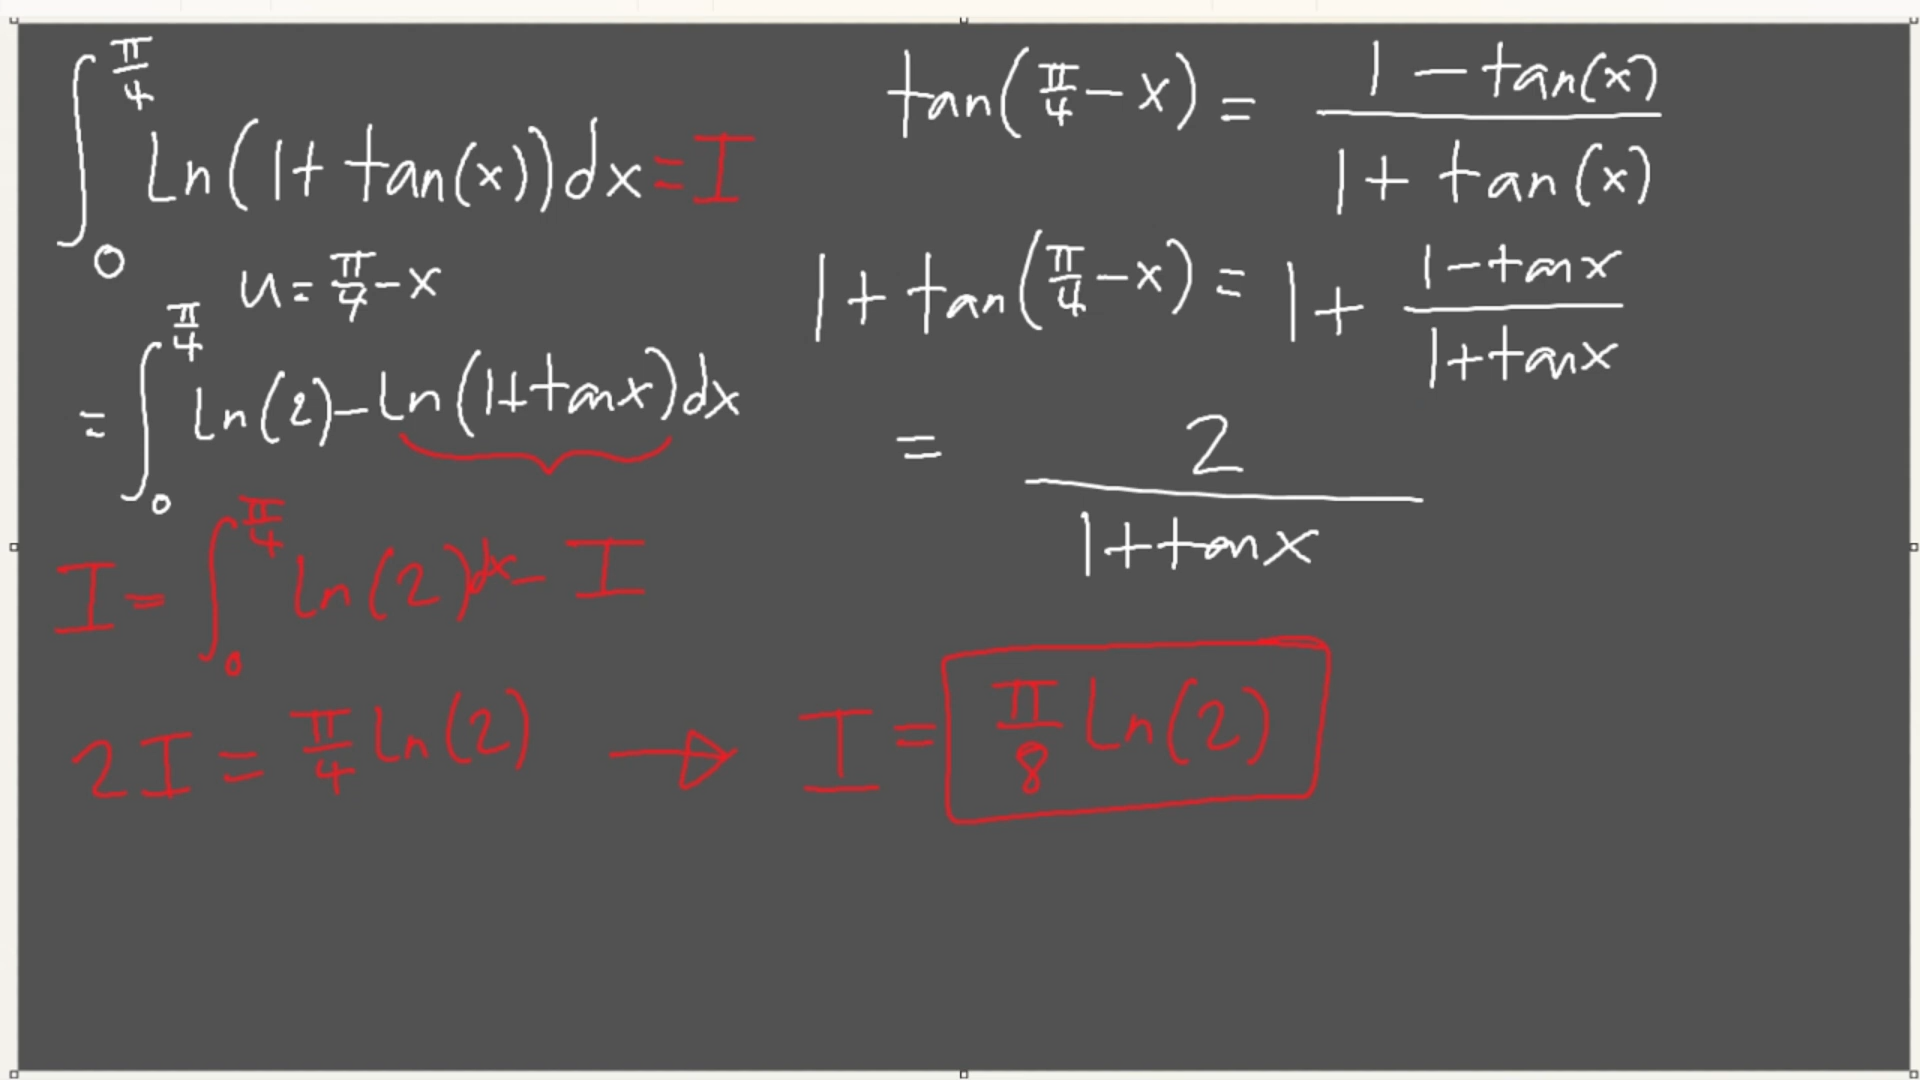 ∫₀^(π/4) Ln(1+tan(x))dx = I
u = π/4 − x
= ∫₀^(π/4) Ln(2) − Ln(1+tanx)dx
I = ∫₀^(π/4) Ln(2)dx − I
2I = π/4 Ln(2) → I = π/8 Ln(2)
tan(π/4 − x) = (1 − tan(x))/(1 + tan(x))
1 + tan(π/4 − x) = 1 + (1−tanx)/(1+tanx)
= 2/(1+tanx)